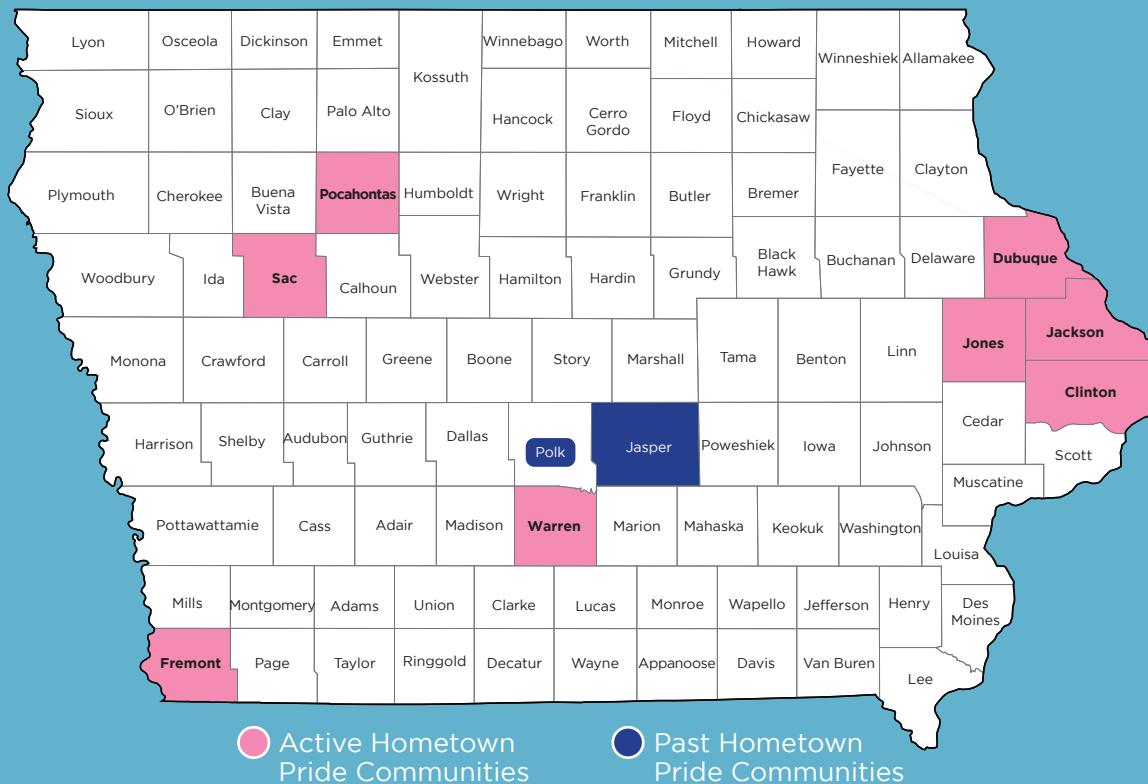 Lyon
Osceola
Dickinson
Emmet
Kossuth
Winnebago
Worth
Mitchell
Howard
Winneshiek
Allamakee
Sioux
O'Brien
Clay
Palo Alto
Hancock
Cerro
Gordo
Floyd
Chickasaw
Fayette
Clayton
Plymouth
Cherokee
Buena
Vista
Pocahontas
Humboldt
Wright
Franklin
Butler
Bremer
Woodbury
Ida
Sac
Calhoun
Webster
Hamilton
Hardin
Grundy
Black
Hawk
Buchanan
Delaware
Dubuque
Monona
Crawford
Carroll
Greene
Boone
Story
Marshall
Tama
Benton
Linn
Jones
Jackson
Clinton
Harrison
Shelby
Audubon
Guthrie
Dallas
Polk
Jasper
Poweshiek
Iowa
Johnson
Cedar
Scott
Muscatine
Pottawattamie
Cass
Adair
Madison
Warren
Marion
Mahaska
Keokuk
Washington
Louisa
Mills
Montgomery
Adams
Union
Clarke
Lucas
Monroe
Wapello
Jefferson
Henry
Des
Moines
Fremont
Page
Taylor
Ringgold
Decatur
Wayne
Appanoose
Davis
Van Buren
Lee
Active Hometown
Pride Communities
Past Hometown
Pride Communities